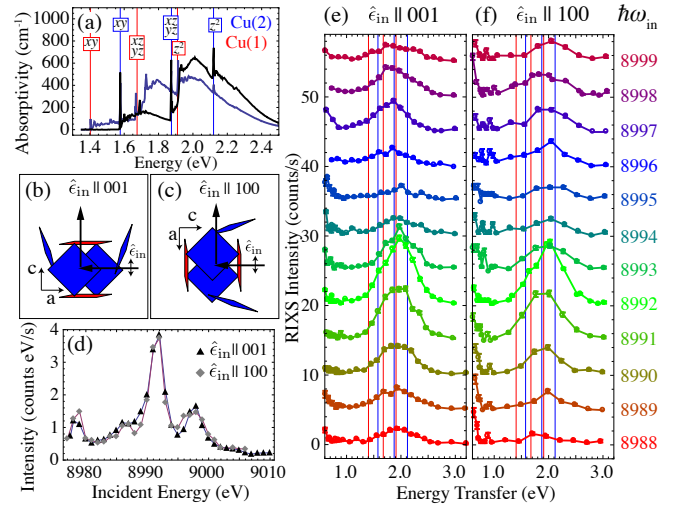 (a)
Cu(2)
Cu(1)
xy
xy
xz
yz
xz
yz
z²
z²
Absorptivity (cm⁻¹)
1000
800
600
400
200
0
1.4
1.6
1.8
2.0
2.2
2.4
Energy (eV)
(b) ε̂in || 001
c
a
ε̂in
(c) ε̂in || 100
c
a
ε̂in
(d)
ε̂in || 001
ε̂in || 100
Intensity (counts eV/s)
4
3
2
1
0
8980
8990
9000
9010
Incident Energy (eV)
(e) ε̂in || 001
(f) ε̂in || 100
ħωin
RIXS Intensity (counts/s)
50
40
30
20
10
0
1.0
2.0
3.0
1.0
2.0
3.0
Energy Transfer (eV)
8999
8998
8997
8996
8995
8994
8993
8992
8991
8990
8989
8988